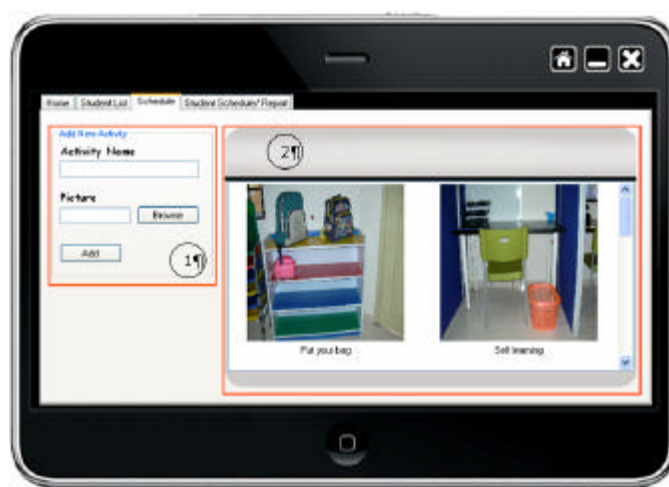 Home Student List Schedule Student Schedule/ Report
Add New Activity
Activity Name
Picture
Browse
Add
1¶
2¶
Put you bag
Self learning